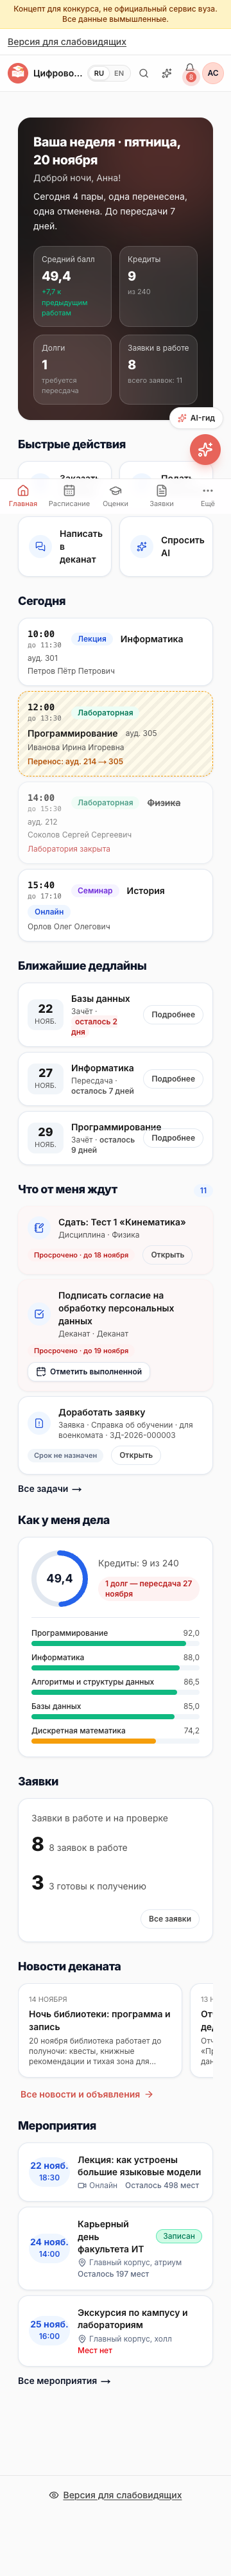 Концепт для конкурса, не официальный сервис вуза.
Все данные вымышленные.
Версия для слабовидящих
Цифрово...
RU EN
8
АС
Ваша неделя · пятница,
20 ноября
Доброй ночи, Анна!
Сегодня 4 пары, одна перенесена,
одна отменена. До пересдачи 7
дней.
Средний балл
49,4
+7,7 к
предыдущим
работам
Кредиты
9
из 240
Долги
1
требуется
пересдача
Заявки в работе
8
всего заявок: 11
AI-гид
Быстрые действия
Главная
Расписание
Оценки
Заявки
Ещё
Написать
в
деканат
Спросить
AI
Сегодня
10:00
до 11:30
Лекция
Информатика
ауд. 301
Петров Пётр Петрович
12:00
до 13:30
Лабораторная
Программирование ауд. 305
Иванова Ирина Игоревна
Перенос: ауд. 214 → 305
14:00
до 15:30
Лабораторная
Физика
ауд. 212
Соколов Сергей Сергеевич
Лаборатория закрыта
15:40
до 17:10
Семинар
История
Онлайн
Орлов Олег Олегович
Ближайшие дедлайны
22
НОЯБ.
Базы данных
Зачёт ·
осталось 2
дня
Подробнее
27
НОЯБ.
Информатика
Пересдача ·
осталось 7 дней
Подробнее
29
НОЯБ.
Программирование
Зачёт · осталось
9 дней
Подробнее
Что от меня ждут
11
Сдать: Тест 1 «Кинематика»
Дисциплина · Физика
Просрочено · до 18 ноября
Открыть
Подписать согласие на
обработку персональных
данных
Деканат · Деканат
Просрочено · до 19 ноября
Отметить выполненной
Доработать заявку
Заявка · Справка об обучении · для
военкомата · ЗД-2026-000003
Срок не назначен
Открыть
Все задачи →
Как у меня дела
49,4
Кредиты: 9 из 240
1 долг — пересдача 27
ноября
Программирование 92,0
Информатика 88,0
Алгоритмы и структуры данных 86,5
Базы данных 85,0
Дискретная математика 74,2
Заявки
Заявки в работе и на проверке
8 8 заявок в работе
3 3 готовы к получению
Все заявки
Новости деканата
14 НОЯБРЯ
Ночь библиотеки: программа и
запись
20 ноября библиотека работает до
полуночи: квесты, книжные
рекомендации и тихая зона для...
Все новости и объявления →
Мероприятия
22 нояб.
18:30
Лекция: как устроены
большие языковые модели
Онлайн Осталось 498 мест
24 нояб.
14:00
Карьерный
день
факультета ИТ
Записан
Главный корпус, атриум
Осталось 197 мест
25 нояб.
16:00
Экскурсия по кампусу и
лабораториям
Главный корпус, холл
Мест нет
Все мероприятия →
Версия для слабовидящих